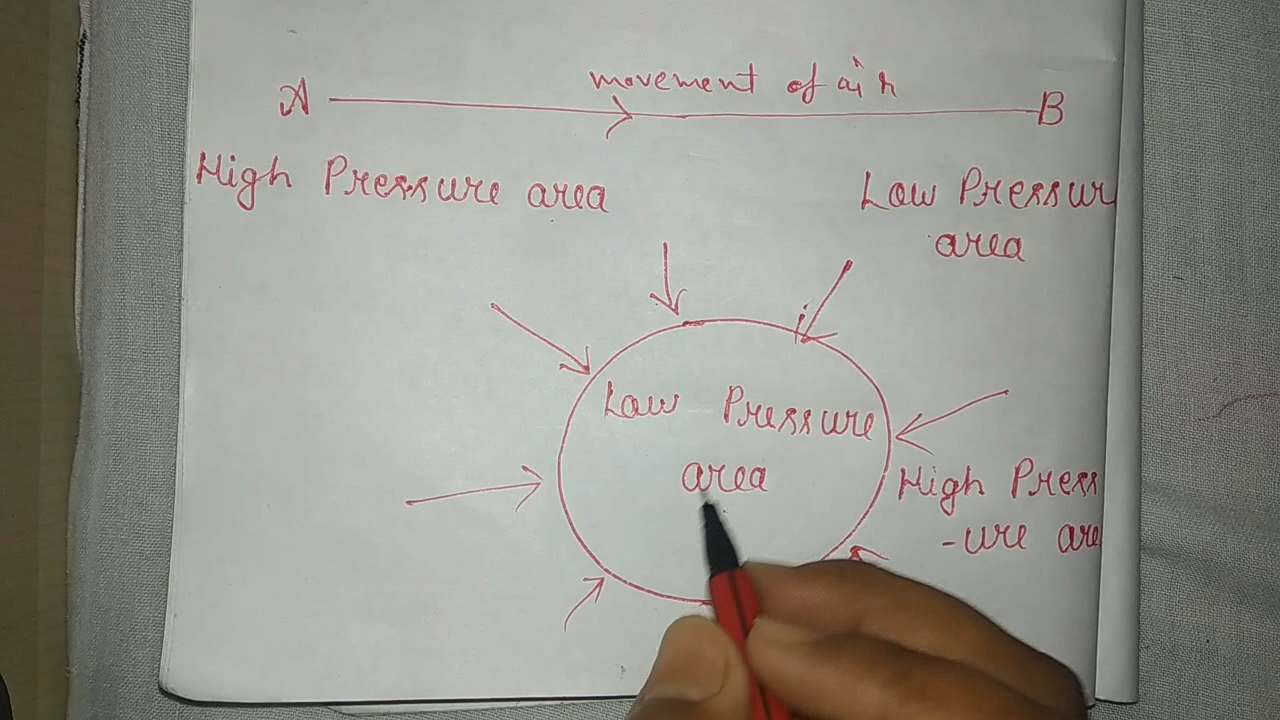 movement of air
A B
High Pressure area
Low Pressur
area
Low Pressure
area
High Press
-ure are